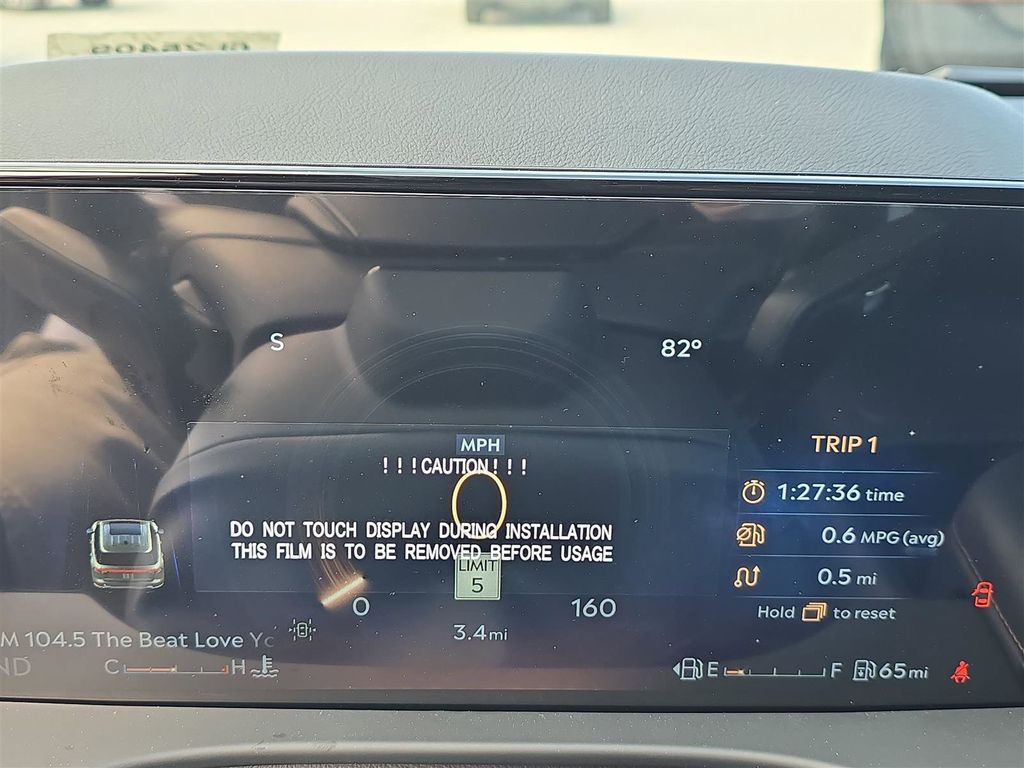 S
82°
MPH
!!!CAUTION!!!
0
DO NOT TOUCH DISPLAY DURING INSTALLATION
THIS FILM IS TO BE REMOVED BEFORE USAGE
LIMIT
5
0
160
3.4mi
TRIP 1
1:27:36 time
0.6 MPG (avg)
0.5 mi
Hold to reset
M 104.5 The Beat Love Yo
ND
C H
E F 65mi